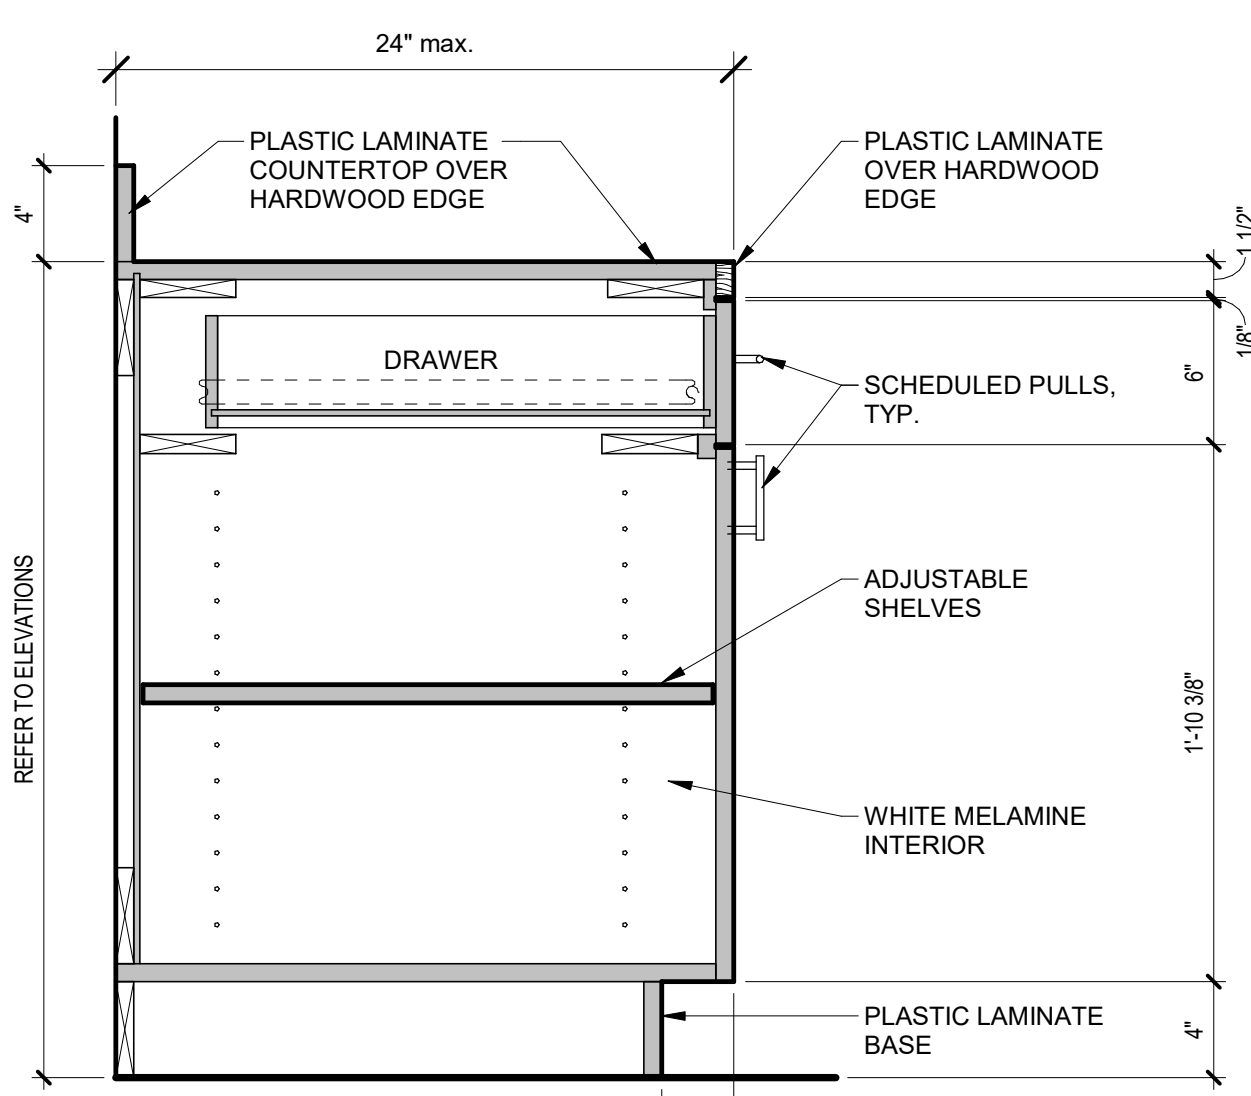 24" max.
PLASTIC LAMINATE
COUNTERTOP OVER
HARDWOOD EDGE
PLASTIC LAMINATE
OVER HARDWOOD
EDGE
4"
1 1/2"
1/8"
DRAWER
6"
SCHEDULED PULLS,
TYP.
ADJUSTABLE
SHELVES
REFER TO ELEVATIONS
1'-10 3/8"
WHITE MELAMINE
INTERIOR
PLASTIC LAMINATE
BASE
4"